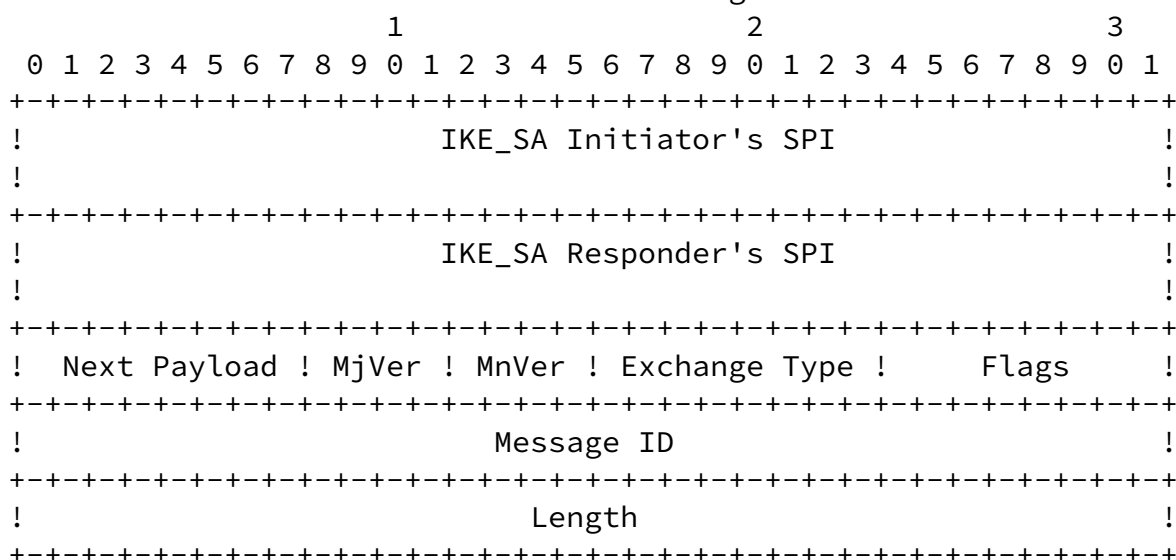 1                   2                   3
 0 1 2 3 4 5 6 7 8 9 0 1 2 3 4 5 6 7 8 9 0 1 2 3 4 5 6 7 8 9 0 1
+-+-+-+-+-+-+-+-+-+-+-+-+-+-+-+-+-+-+-+-+-+-+-+-+-+-+-+-+-+-+-+-+
!                       IKE_SA Initiator's SPI                  !
!                                                               !
+-+-+-+-+-+-+-+-+-+-+-+-+-+-+-+-+-+-+-+-+-+-+-+-+-+-+-+-+-+-+-+-+
!                       IKE_SA Responder's SPI                  !
!                                                               !
+-+-+-+-+-+-+-+-+-+-+-+-+-+-+-+-+-+-+-+-+-+-+-+-+-+-+-+-+-+-+-+-+
!  Next Payload ! MjVer ! MnVer ! Exchange Type !     Flags     !
+-+-+-+-+-+-+-+-+-+-+-+-+-+-+-+-+-+-+-+-+-+-+-+-+-+-+-+-+-+-+-+-+
!                          Message ID                           !
+-+-+-+-+-+-+-+-+-+-+-+-+-+-+-+-+-+-+-+-+-+-+-+-+-+-+-+-+-+-+-+-+
!                            Length                             !
+-+-+-+-+-+-+-+-+-+-+-+-+-+-+-+-+-+-+-+-+-+-+-+-+-+-+-+-+-+-+-+-+